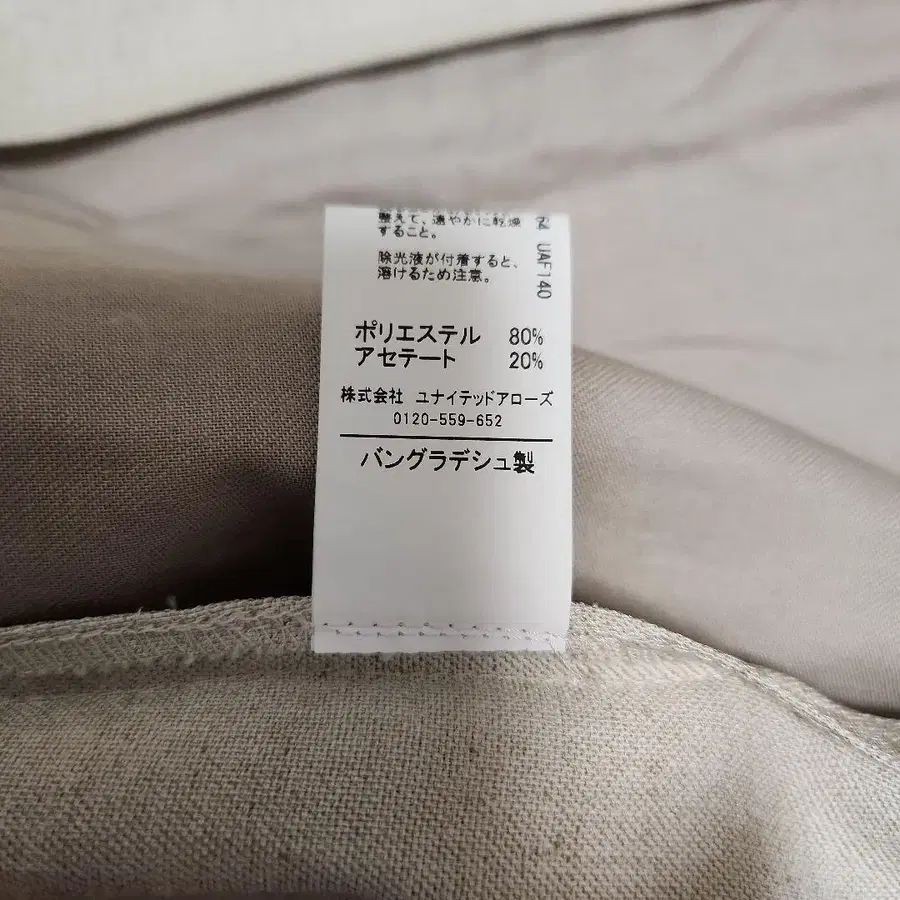 整えて、速やかに乾燥
すること。
除光液が付着すると、
溶けるため注意。
UAF140
ポリエステル 80%
アセテート 20%
株式会社 ユナイテッドアローズ
0120-559-652
バングラデシュ製